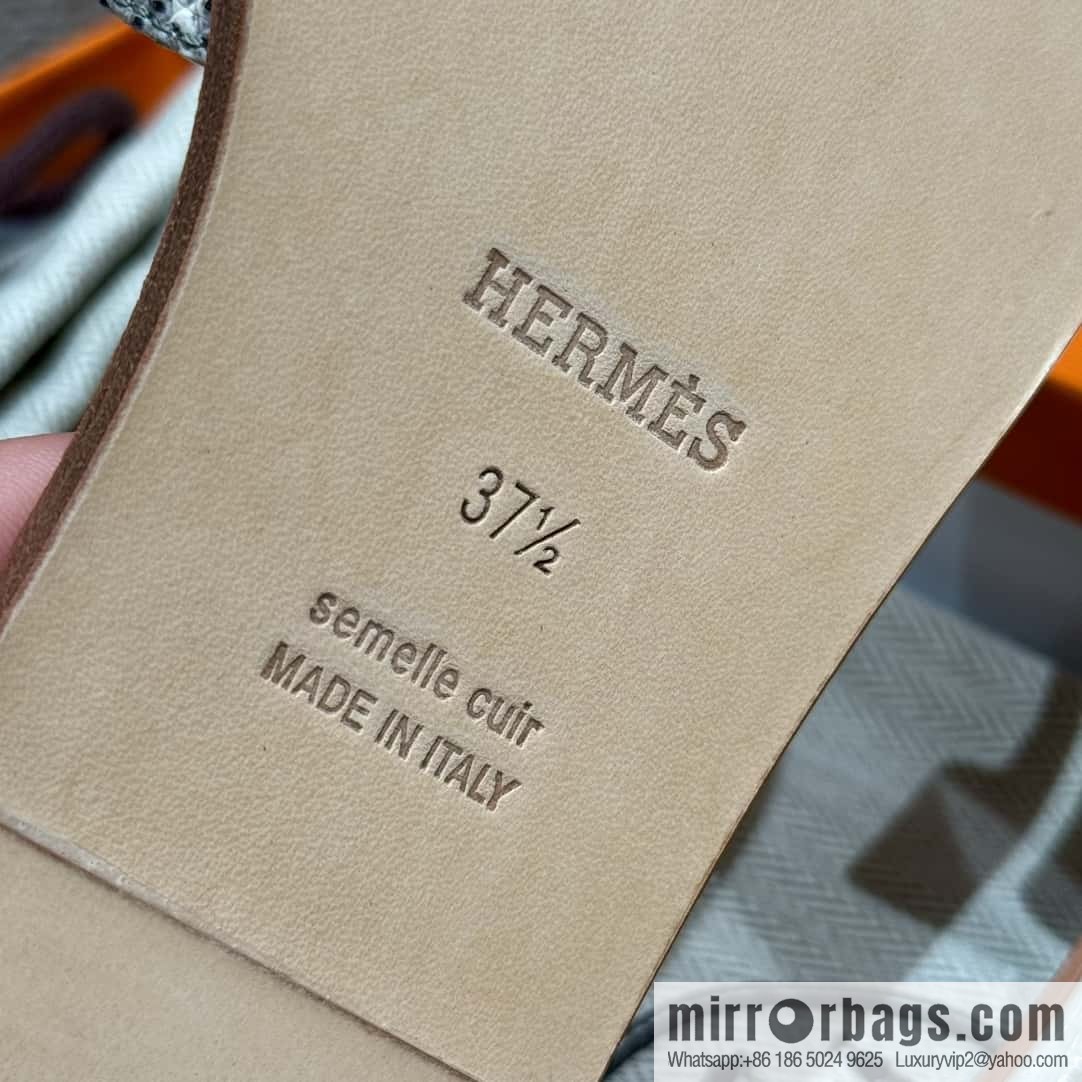 HERMÈS
37½
semelle cuir
MADE IN ITALY
mirrorbags.com
Whatsapp:+86 186 5024 9625 Luxuryvip2@yahoo.com